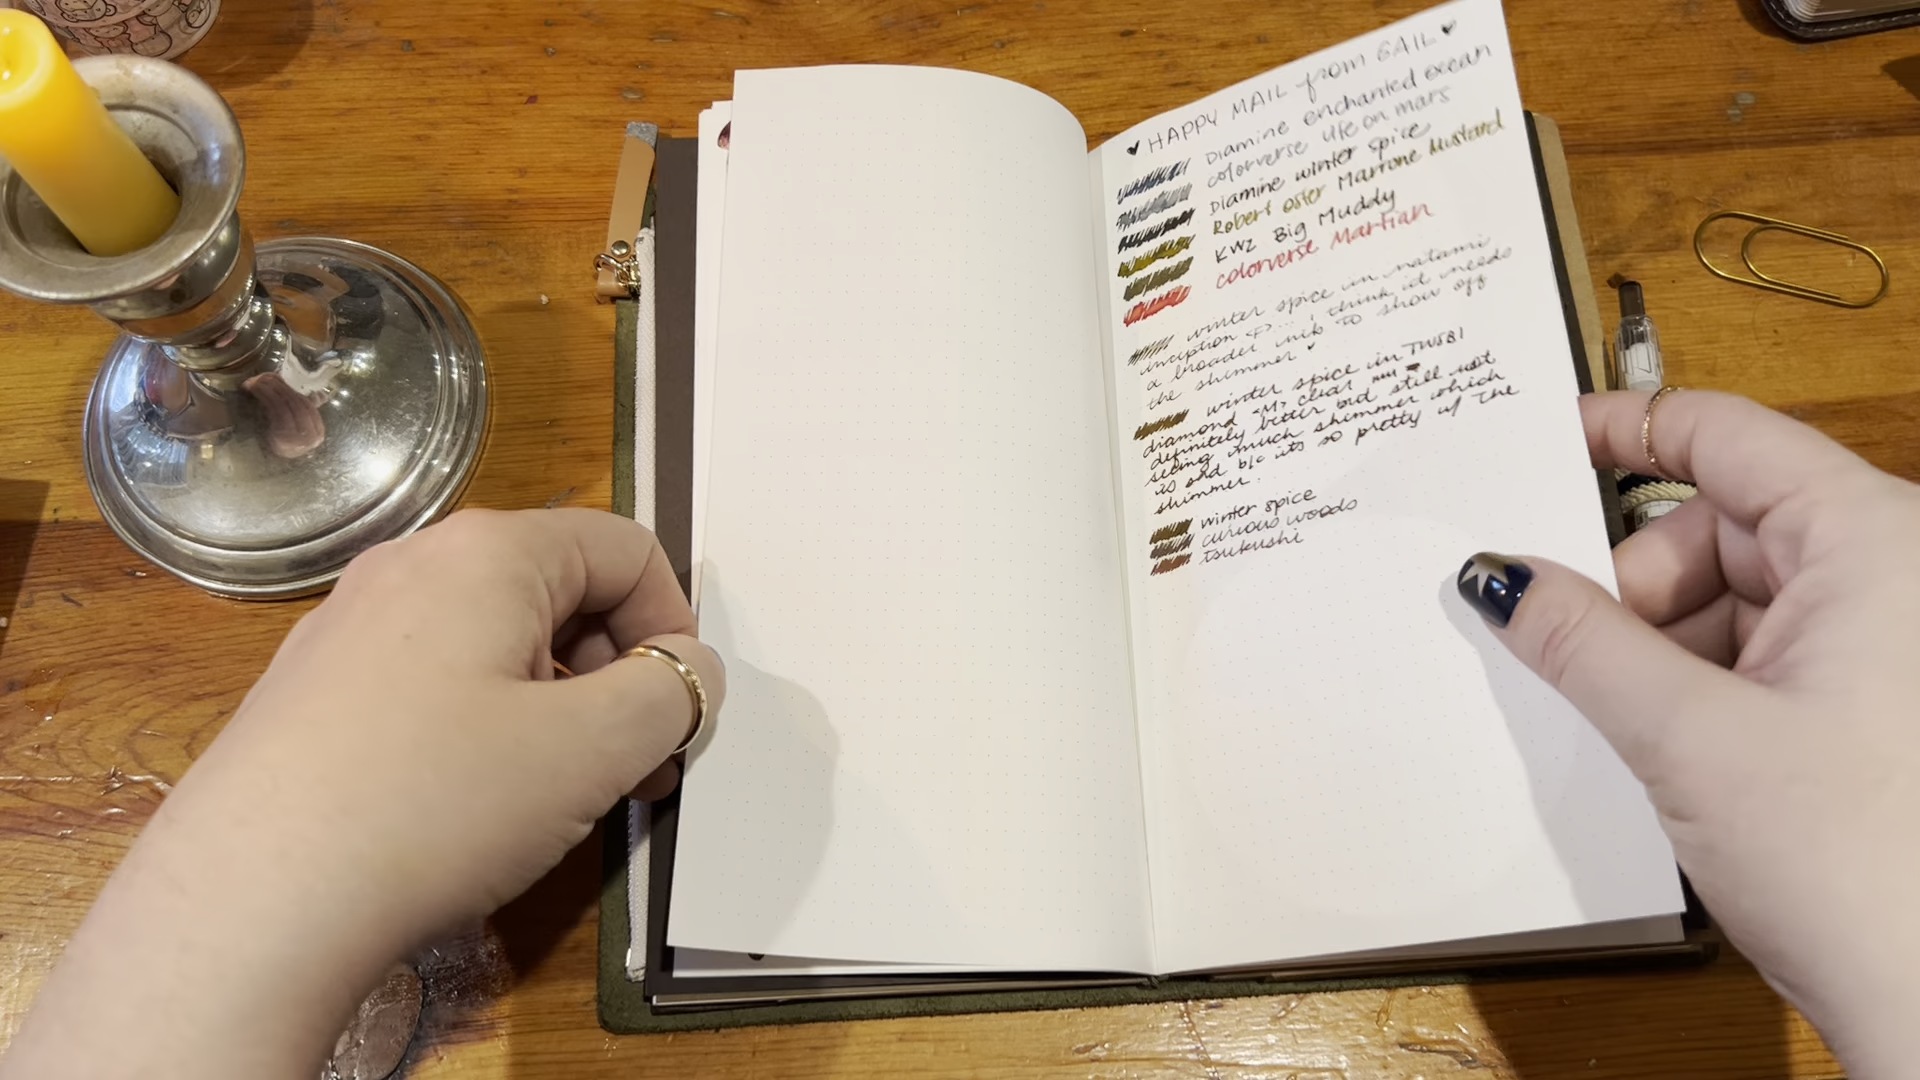 ♥ HAPPY MAIL from GAIL ♥
Diamine enchanted ocean
colorverse life on mars
Diamine winter spice
Robert Oster Marrone Mustard
KWZ Big Muddy
colorverse Martian
winter spice in natami
inception <F>... i think it needs
a broader nib to show off
the shimmer ♥
winter spice in TWSBI
diamond <M> clear
definitely better but still not
seeing much shimmer which
is sad b/c its so pretty w/ the
shimmer.
winter spice
curious woods
tsukushi